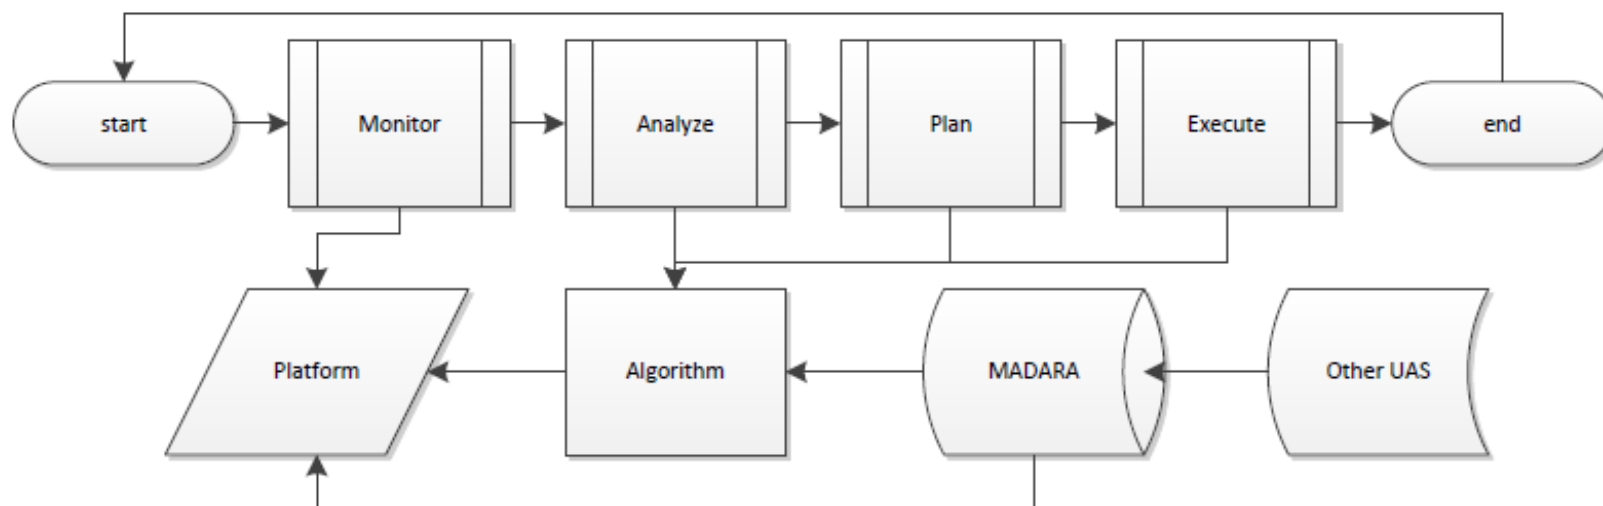 start
Monitor
Analyze
Plan
Execute
end
Platform
Algorithm
MADARA
Other UAS